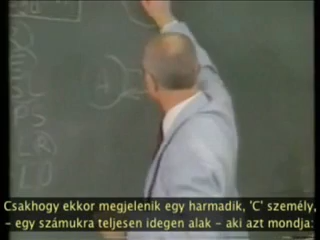 Csakhogy ekkor megjelenik egy harmadik, 'C' személy,
- egy számukra teljesen idegen alak - aki azt mondja: